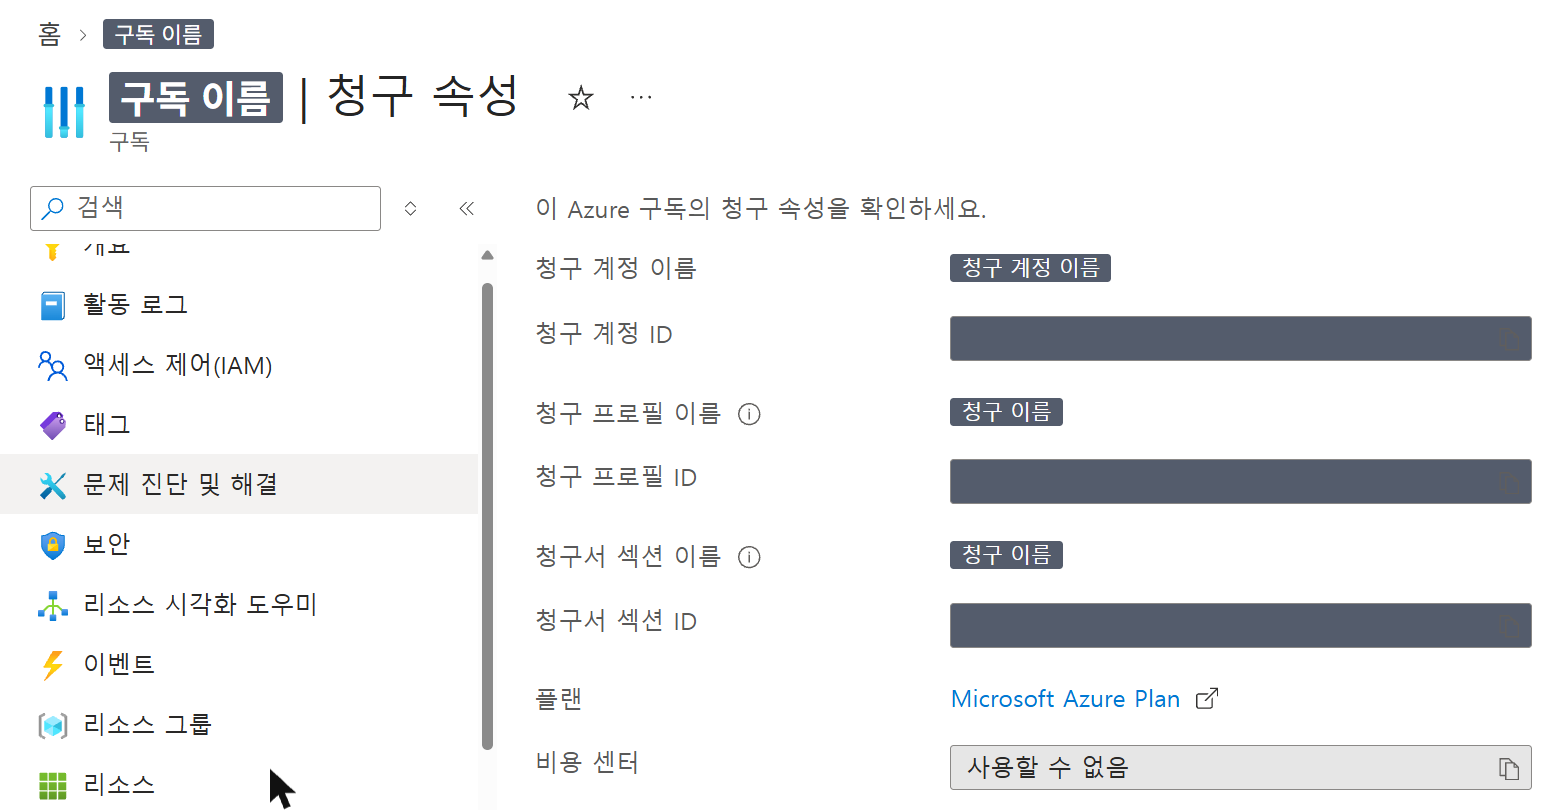 홈 > 구독 이름
구독 이름 | 청구 속성 ...
구독
검색
개요
활동 로그
액세스 제어(IAM)
태그
문제 진단 및 해결
보안
리소스 시각화 도우미
이벤트
리소스 그룹
리소스
이 Azure 구독의 청구 속성을 확인하세요.
청구 계정 이름 청구 계정 이름
청구 계정 ID
청구 프로필 이름 청구 이름
청구 프로필 ID
청구서 섹션 이름 청구 이름
청구서 섹션 ID
플랜 Microsoft Azure Plan
비용 센터 사용할 수 없음